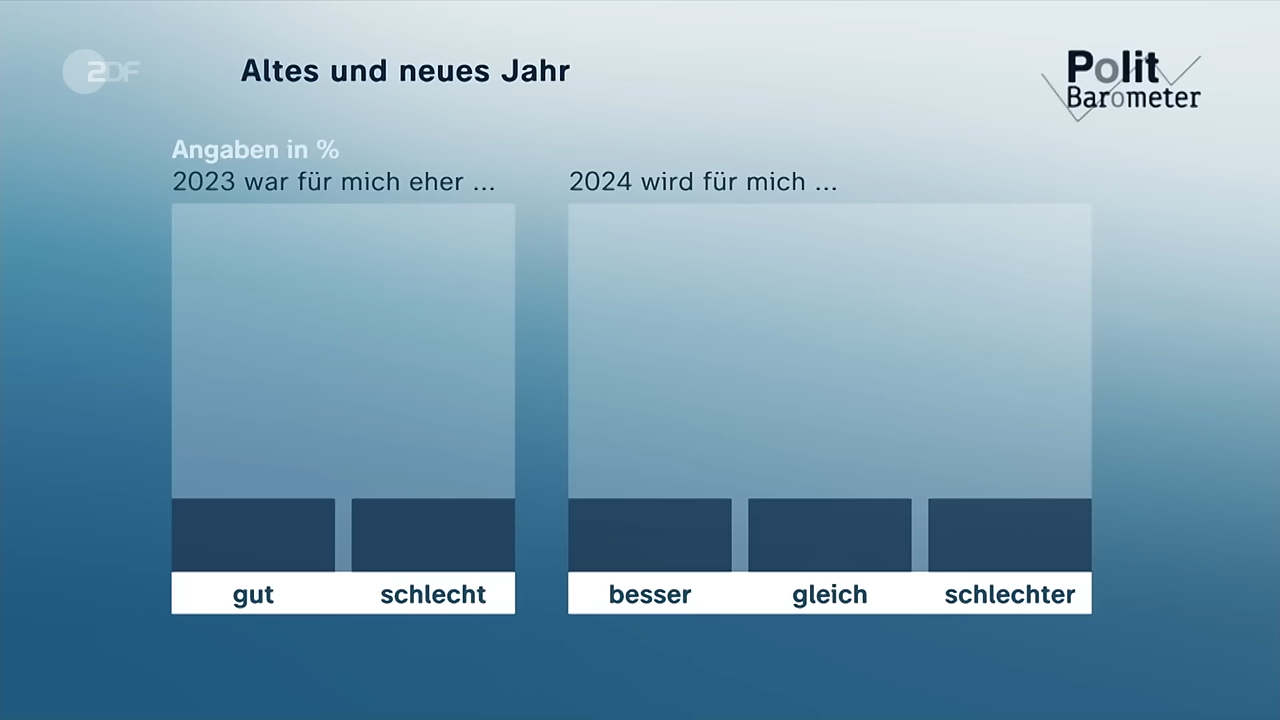 ZDF
Altes und neues Jahr
Polit
Barometer
Angaben in %
2023 war für mich eher ...
2024 wird für mich ...
gut
schlecht
besser
gleich
schlechter